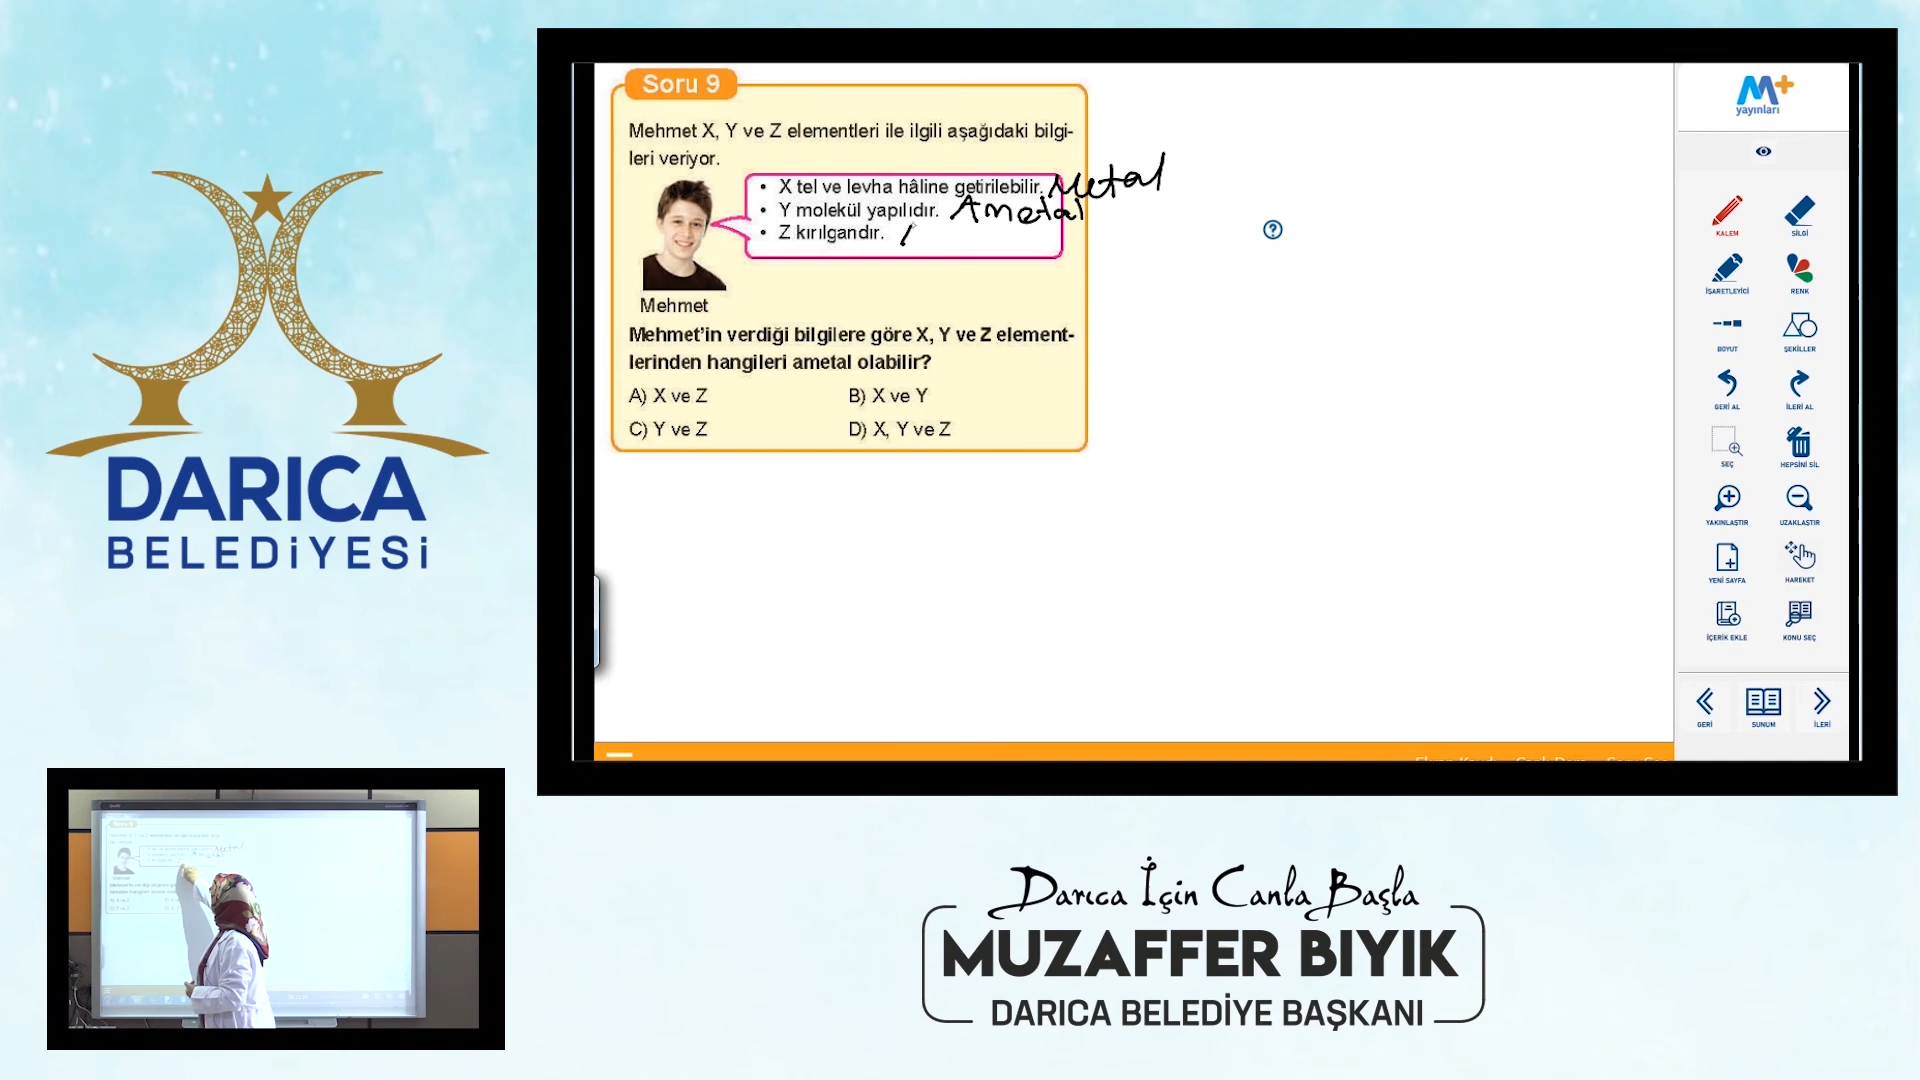 Soru 9
Mehmet X, Y ve Z elementleri ile ilgili aşağıdaki bilgi-
leri veriyor.
• X tel ve levha hâline getirilebilir. Metal
• Y molekül yapılıdır. Ametal
• Z kırılgandır.
Mehmet
Mehmet'in verdiği bilgilere göre X, Y ve Z element-
lerinden hangileri ametal olabilir?
A) X ve Z B) X ve Y
C) Y ve Z D) X, Y ve Z
M+
yayınları
KALEM SİLGİ
İŞARETLEYİCİ RENK
BOYUT ŞEKİLLER
GERİ AL İLERİ AL
SEÇ HEPSİNİ SİL
YAKINLAŞTIR UZAKLAŞTIR
YENİ SAYFA HAREKET
İÇERİK EKLE KONU SEÇ
GERİ SUNUM İLERİ
DARICA
BELEDİYESİ
Darıca İçin Canla Başla
MUZAFFER BIYIK
DARICA BELEDİYE BAŞKANI